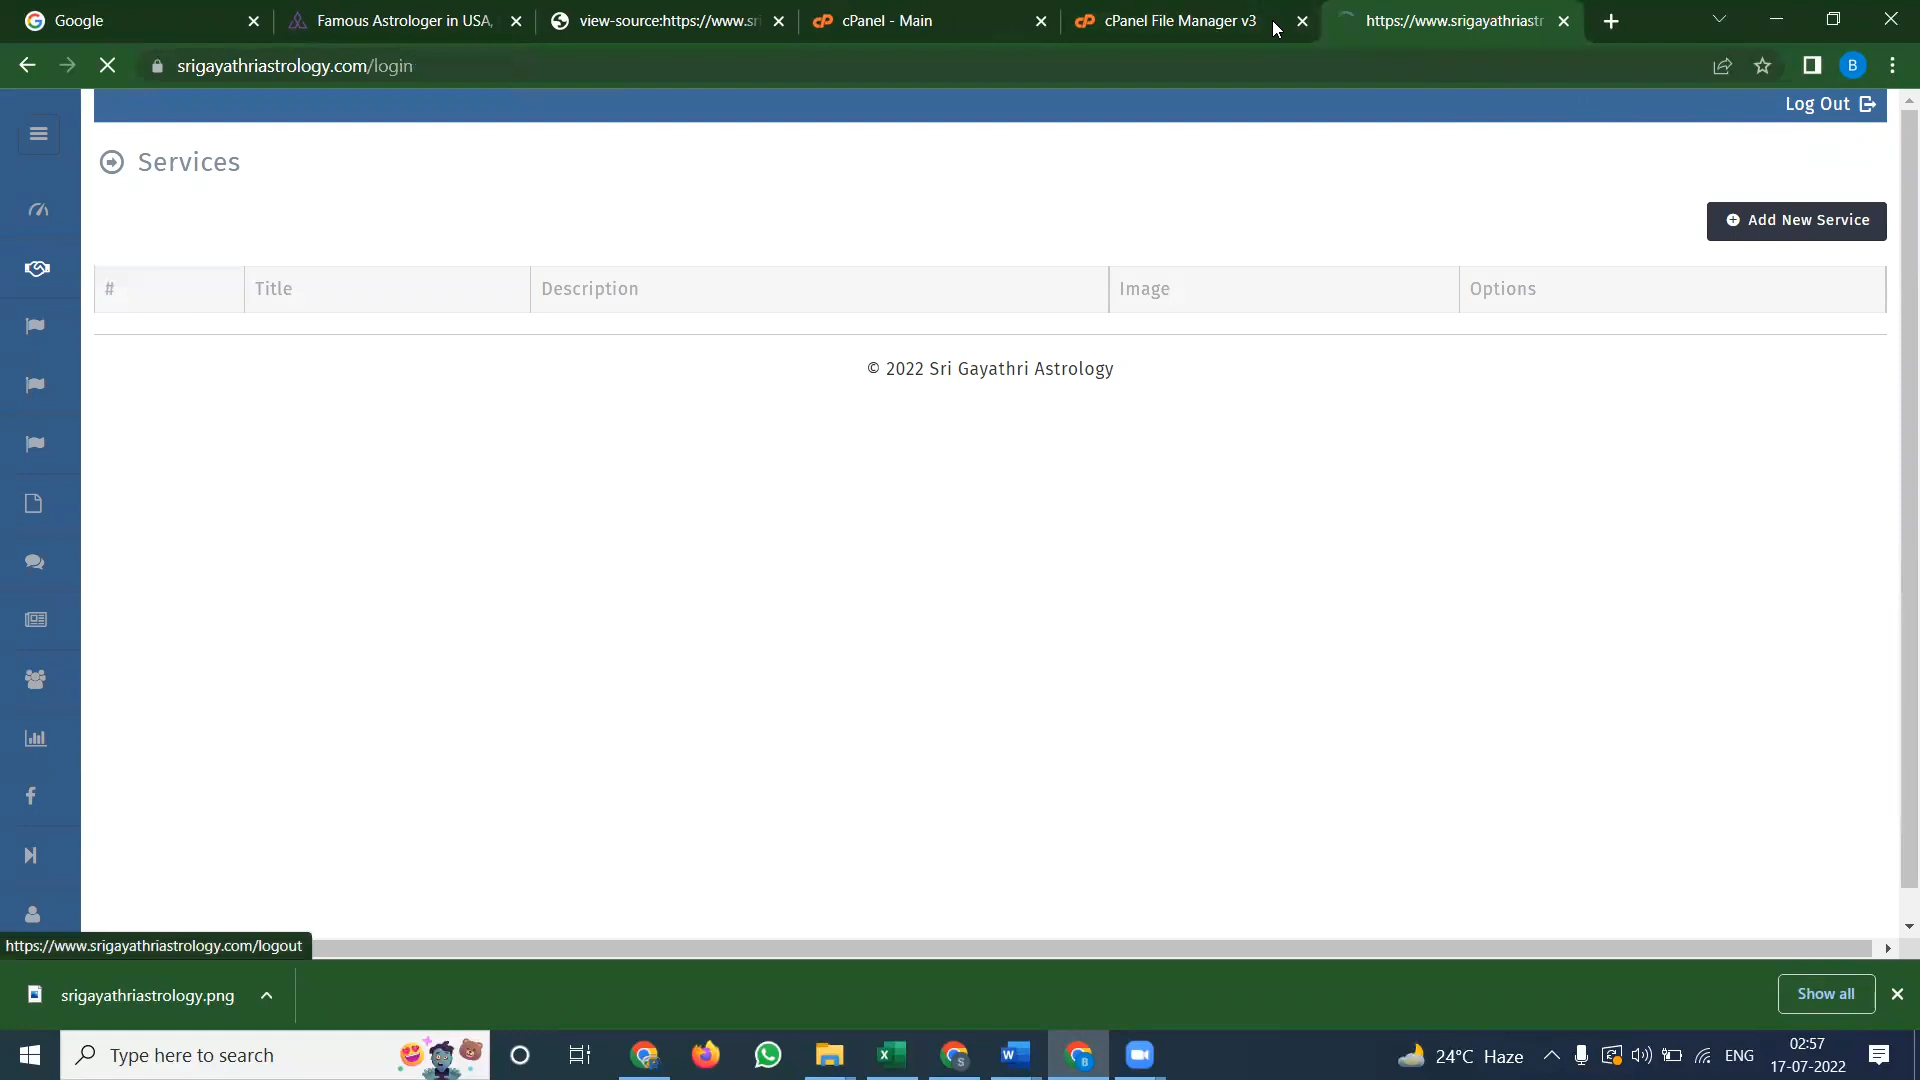 Google
Famous Astrologer in USA,
view-source:https://www.sri
cPanel - Main
cPanel File Manager v3
https://www.srigayathriastr
srigayathriastrology.com/login
B
Log Out
Services
Add New Service
# Title Description Image Options
© 2022 Sri Gayathri Astrology
https://www.srigayathriastrology.com/logout
srigayathriastrology.png
Show all
Type here to search
24°C Haze
ENG
02:57
17-07-2022